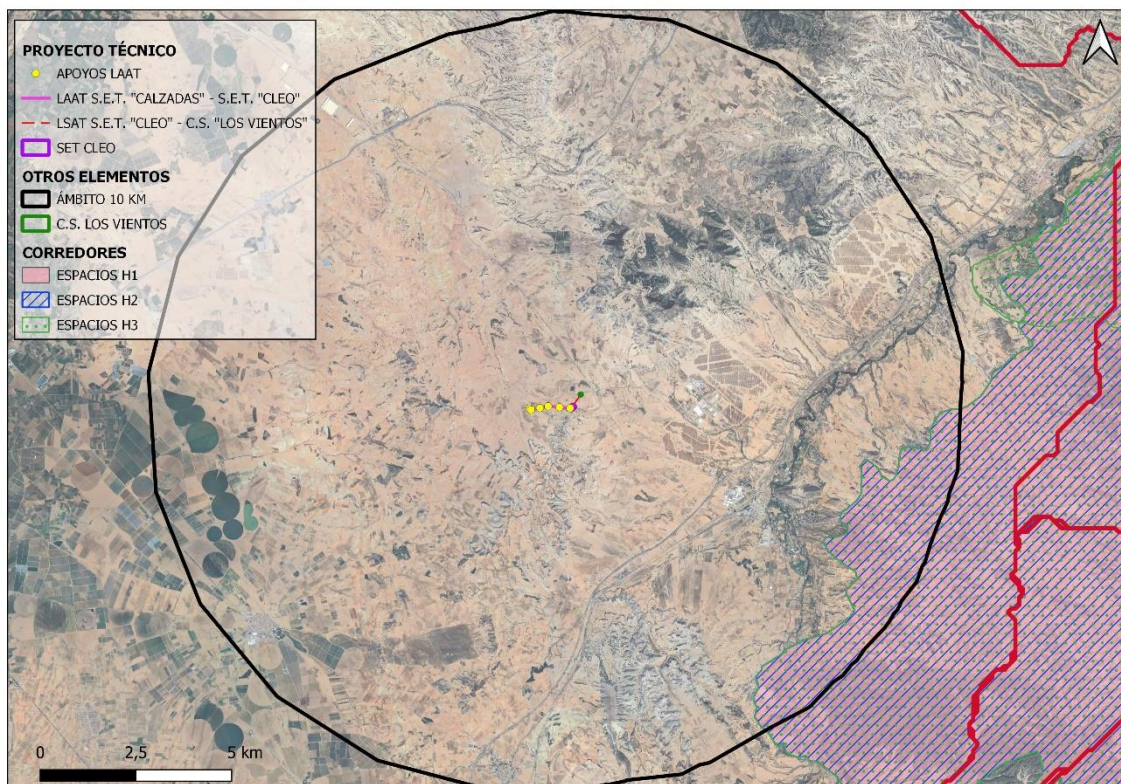 PROYECTO TÉCNICO
APOYOS LAAT
LAAT S.E.T. "CALZADAS" - S.E.T. "CLEO"
LSAT S.E.T. "CLEO" - C.S. "LOS VIENTOS"
SET CLEO
OTROS ELEMENTOS
ÁMBITO 10 KM
C.S. LOS VIENTOS
CORREDORES
ESPACIOS H1
ESPACIOS H2
ESPACIOS H3
0 2,5 5 km